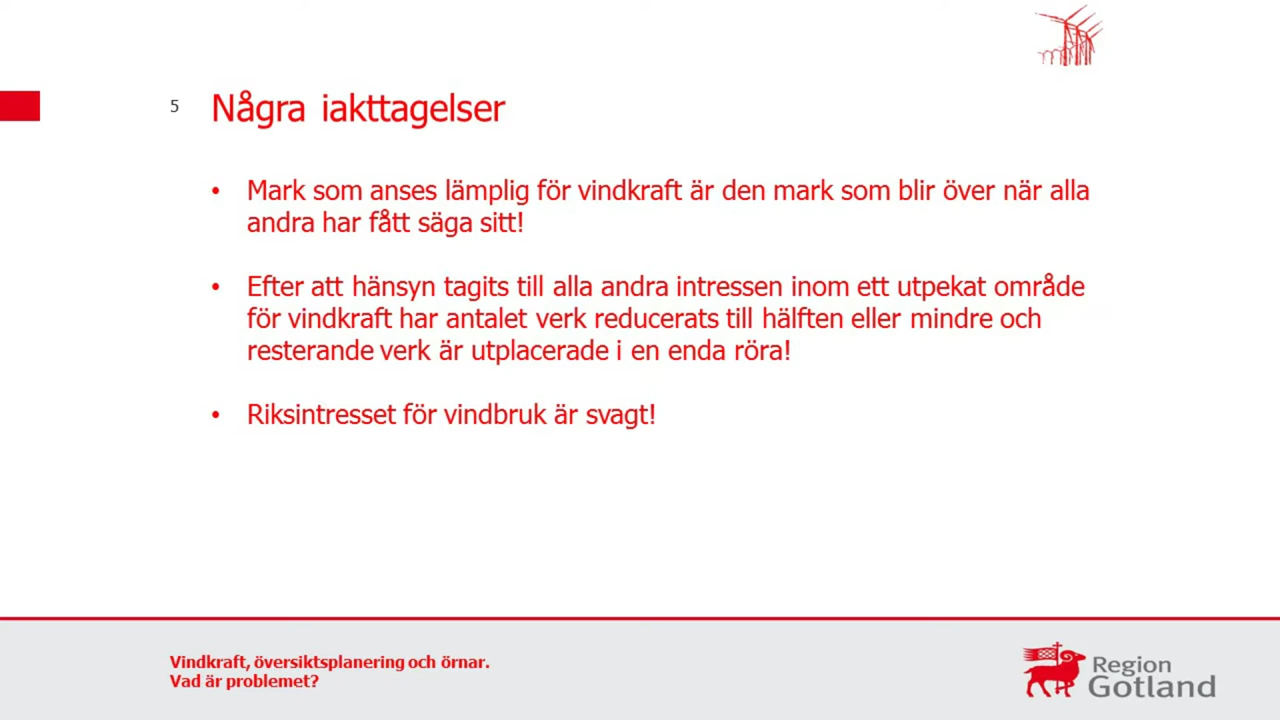 5
Några iakttagelser
• Mark som anses lämplig för vindkraft är den mark som blir över när alla
andra har fått säga sitt!
• Efter att hänsyn tagits till alla andra intressen inom ett utpekat område
för vindkraft har antalet verk reducerats till hälften eller mindre och
resterande verk är utplacerade i en enda röra!
• Riksintresset för vindbruk är svagt!
Vindkraft, översiktsplanering och örnar.
Vad är problemet?
Region
Gotland